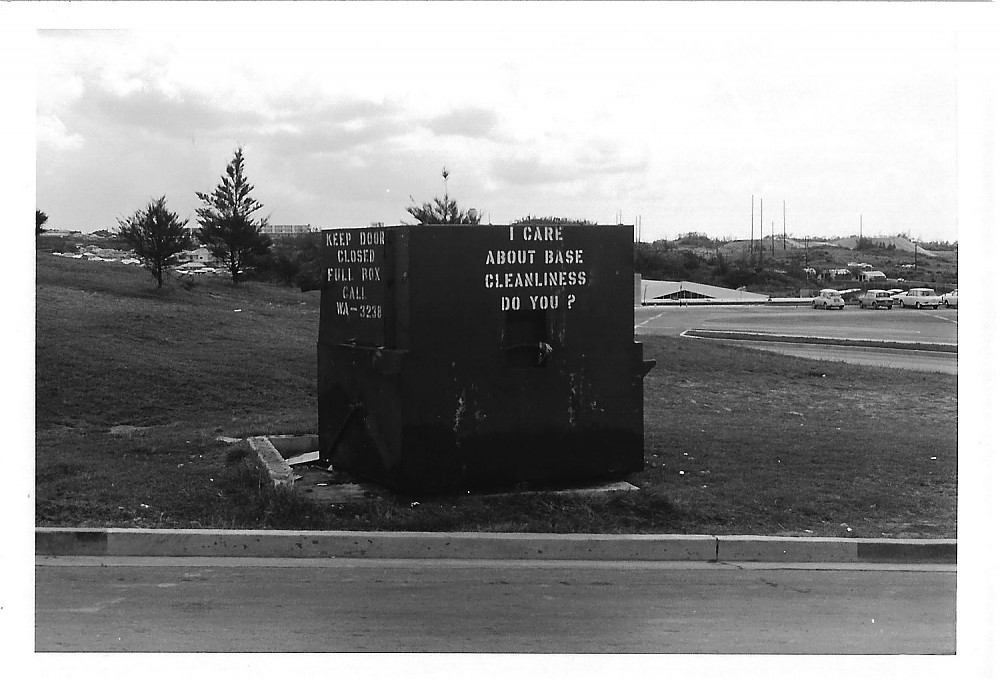 KEEP DOOR
CLOSED
FULL BOX
CALL
WA-3238
I CARE
ABOUT BASE
CLEANLINESS
DO YOU ?